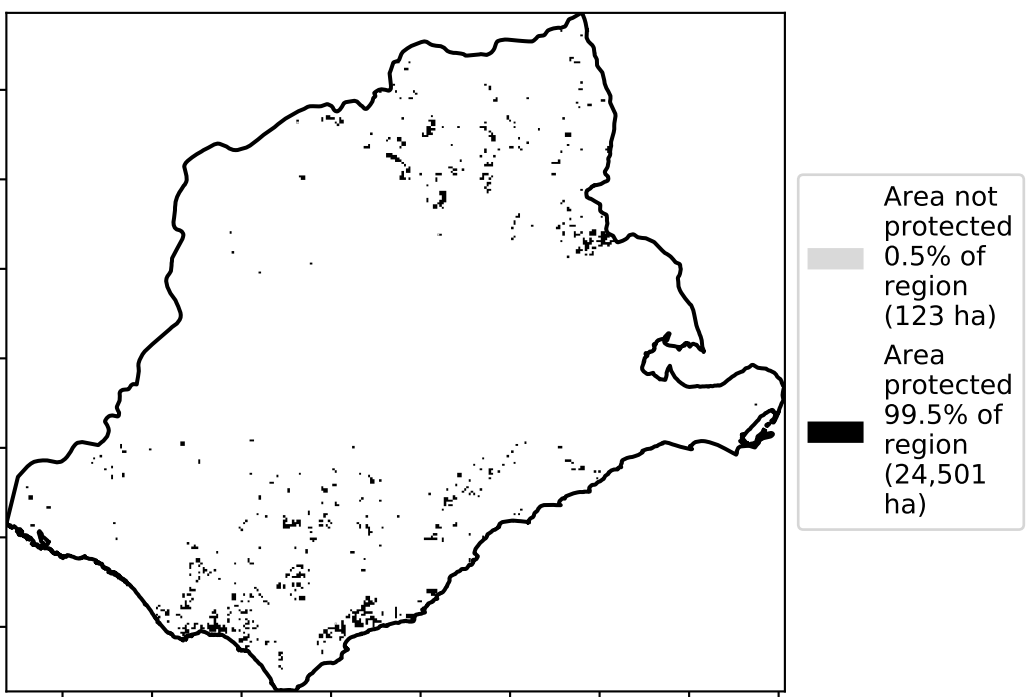 Area not
protected
0.5% of
region
(123 ha)
Area
protected
99.5% of
region
(24,501
ha)